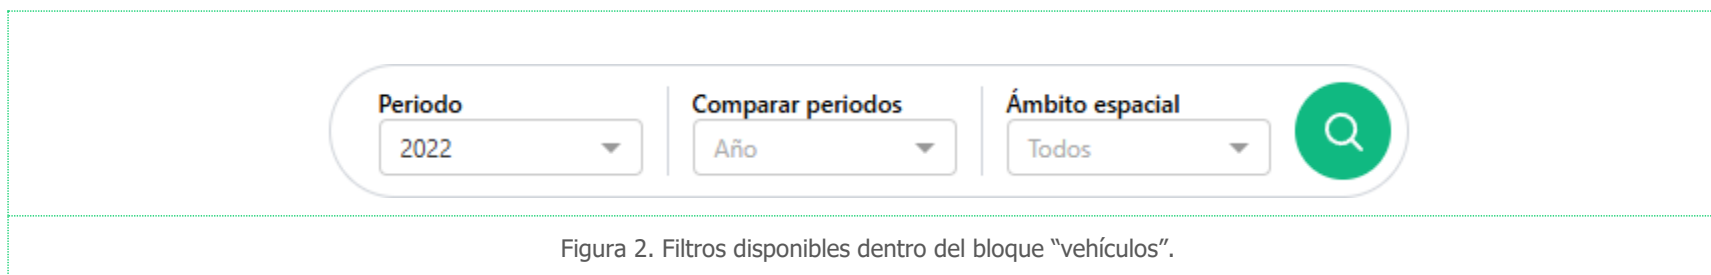 Periodo
Comparar periodos
Ámbito espacial
2022
Año
Todos
Figura 2. Filtros disponibles dentro del bloque “vehículos”.